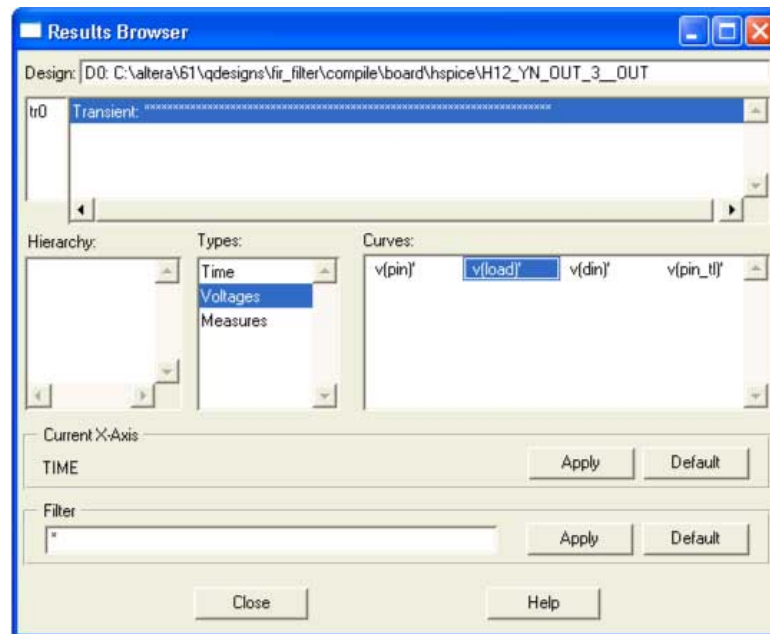 Results Browser
Design: D0: C:\altera\61\qdesigns\fir_filter\compile\board\hspice\H12_YN_OUT_3__OUT
tr0 Transient: **********************************************************************
Hierarchy: Types: Curves:
Time v(pin)' v(load)' v(din)' v(pin_tl)'
Voltages
Measures
Current X-Axis
TIME Apply Default
Filter
* Apply Default
Close Help